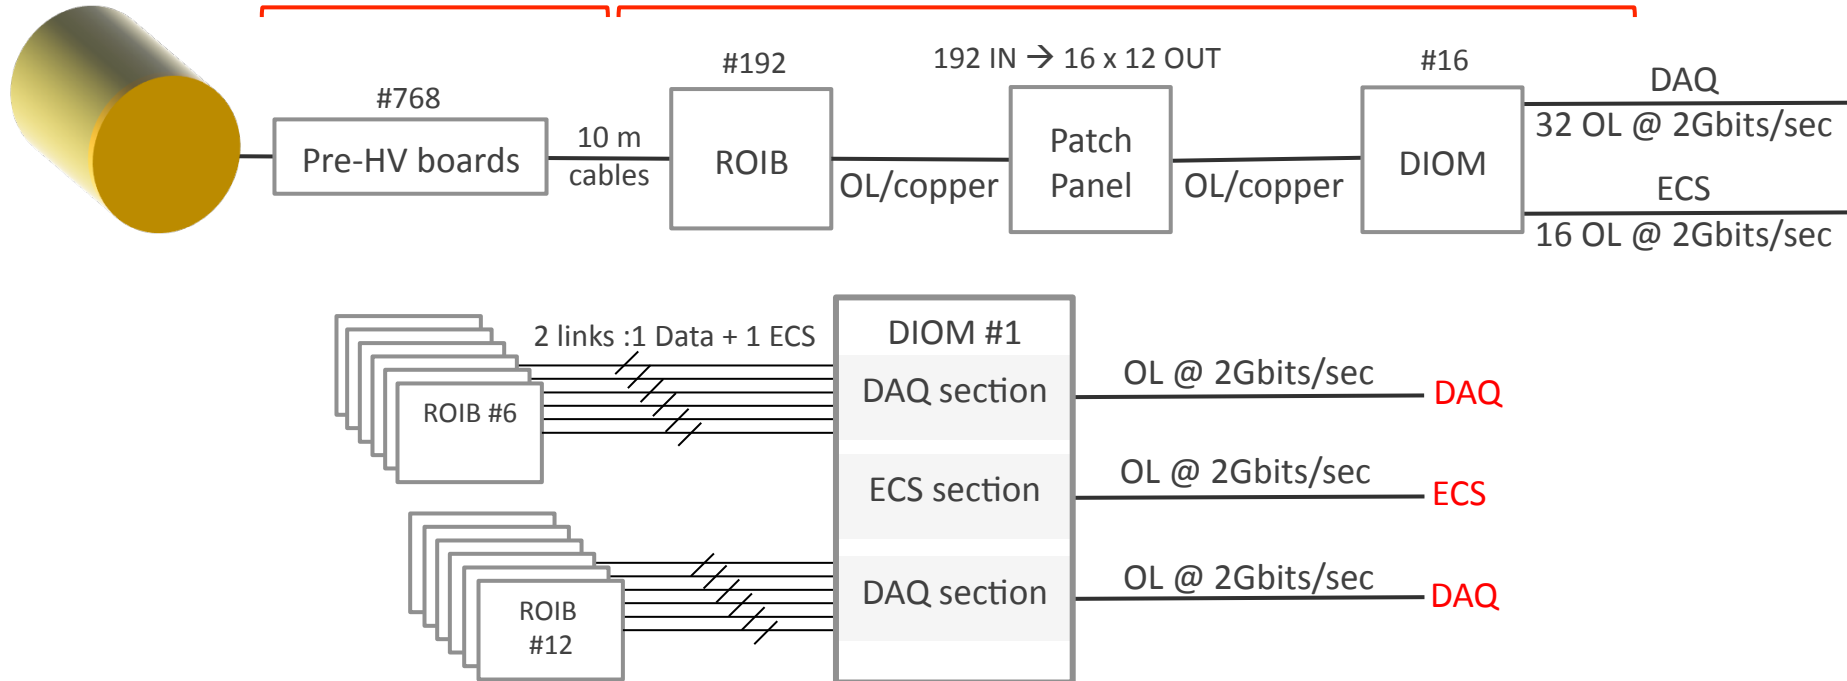 #768
Pre-HV boards
10 m
cables
#192
ROIB
OL/copper
192 IN → 16 x 12 OUT
Patch
Panel
OL/copper
#16
DIOM
DAQ
32 OL @ 2Gbits/sec
ECS
16 OL @ 2Gbits/sec
2 links :1 Data + 1 ECS
ROIB #6
DIOM #1
DAQ section
OL @ 2Gbits/sec
DAQ
ECS section
OL @ 2Gbits/sec
ECS
ROIB
#12
DAQ section
OL @ 2Gbits/sec
DAQ